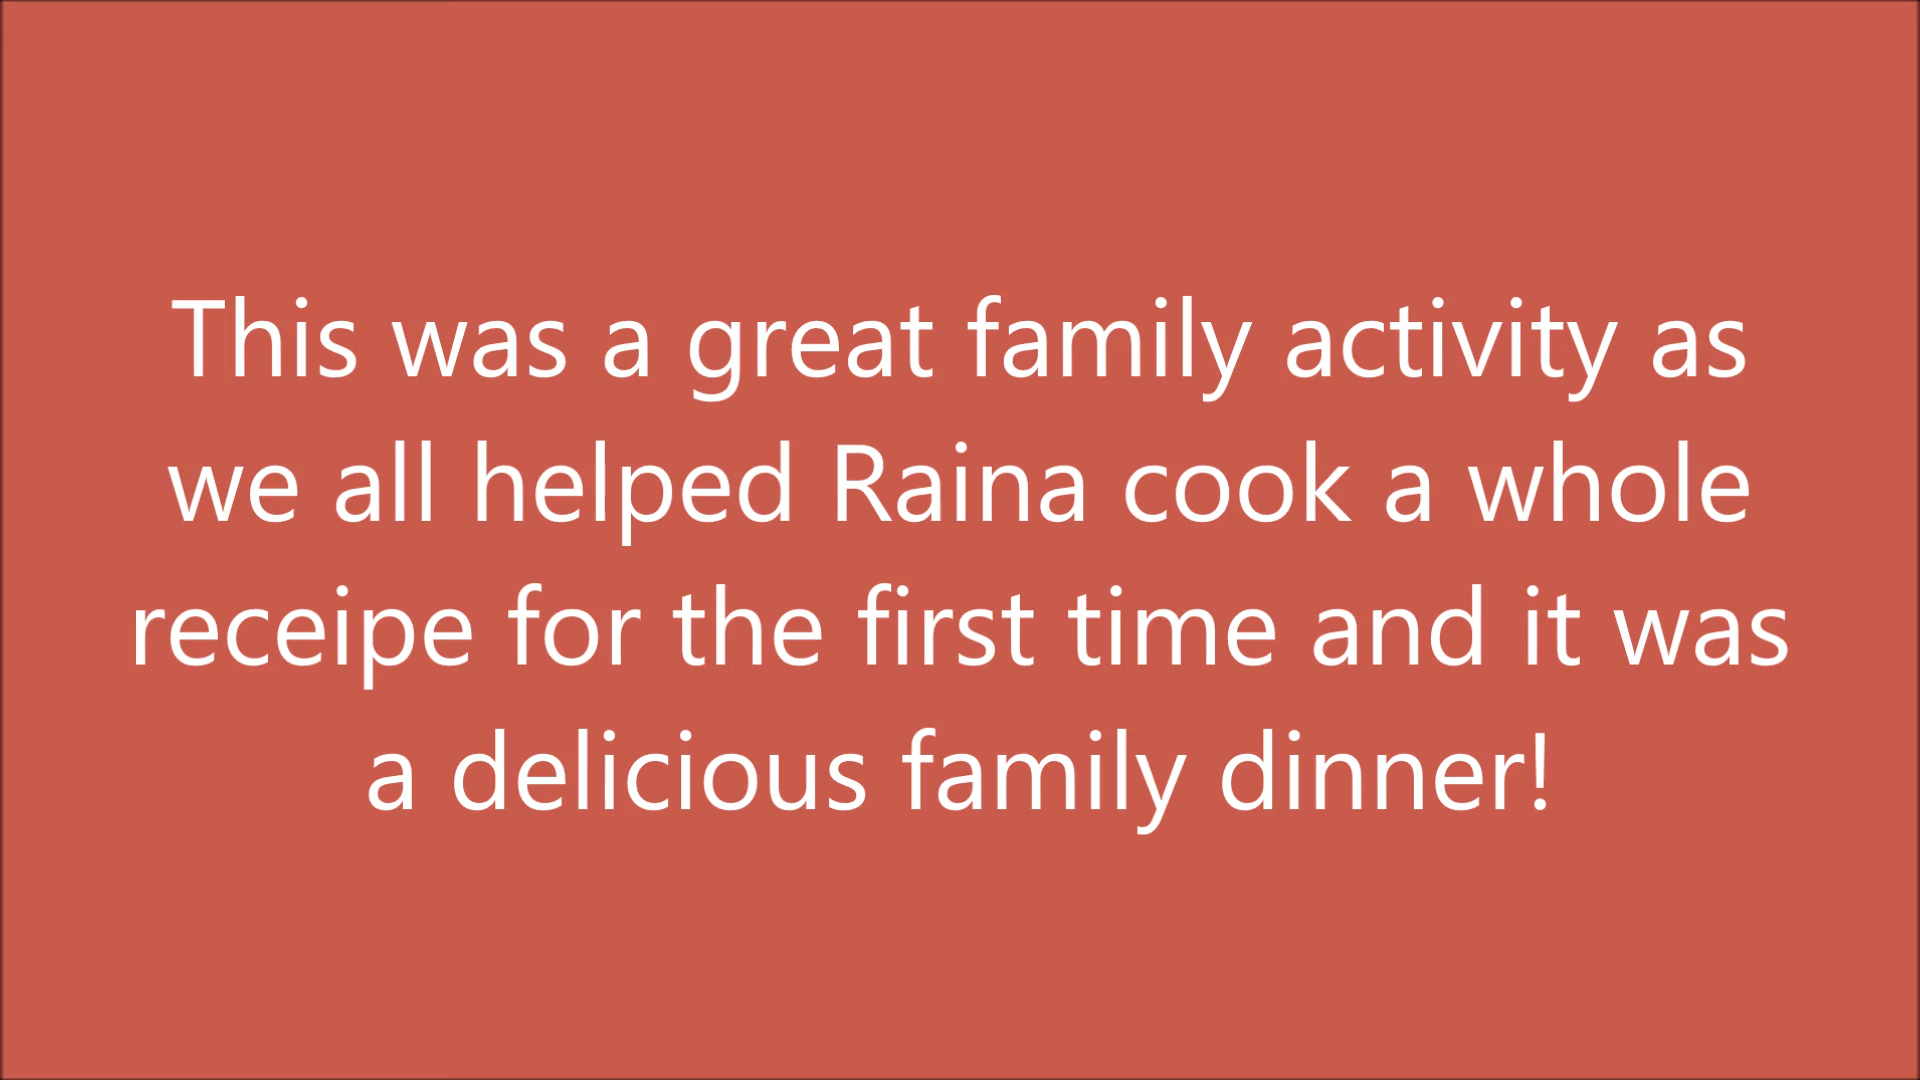 This was a great family activity as
we all helped Raina cook a whole
receipe for the first time and it was
a delicious family dinner!